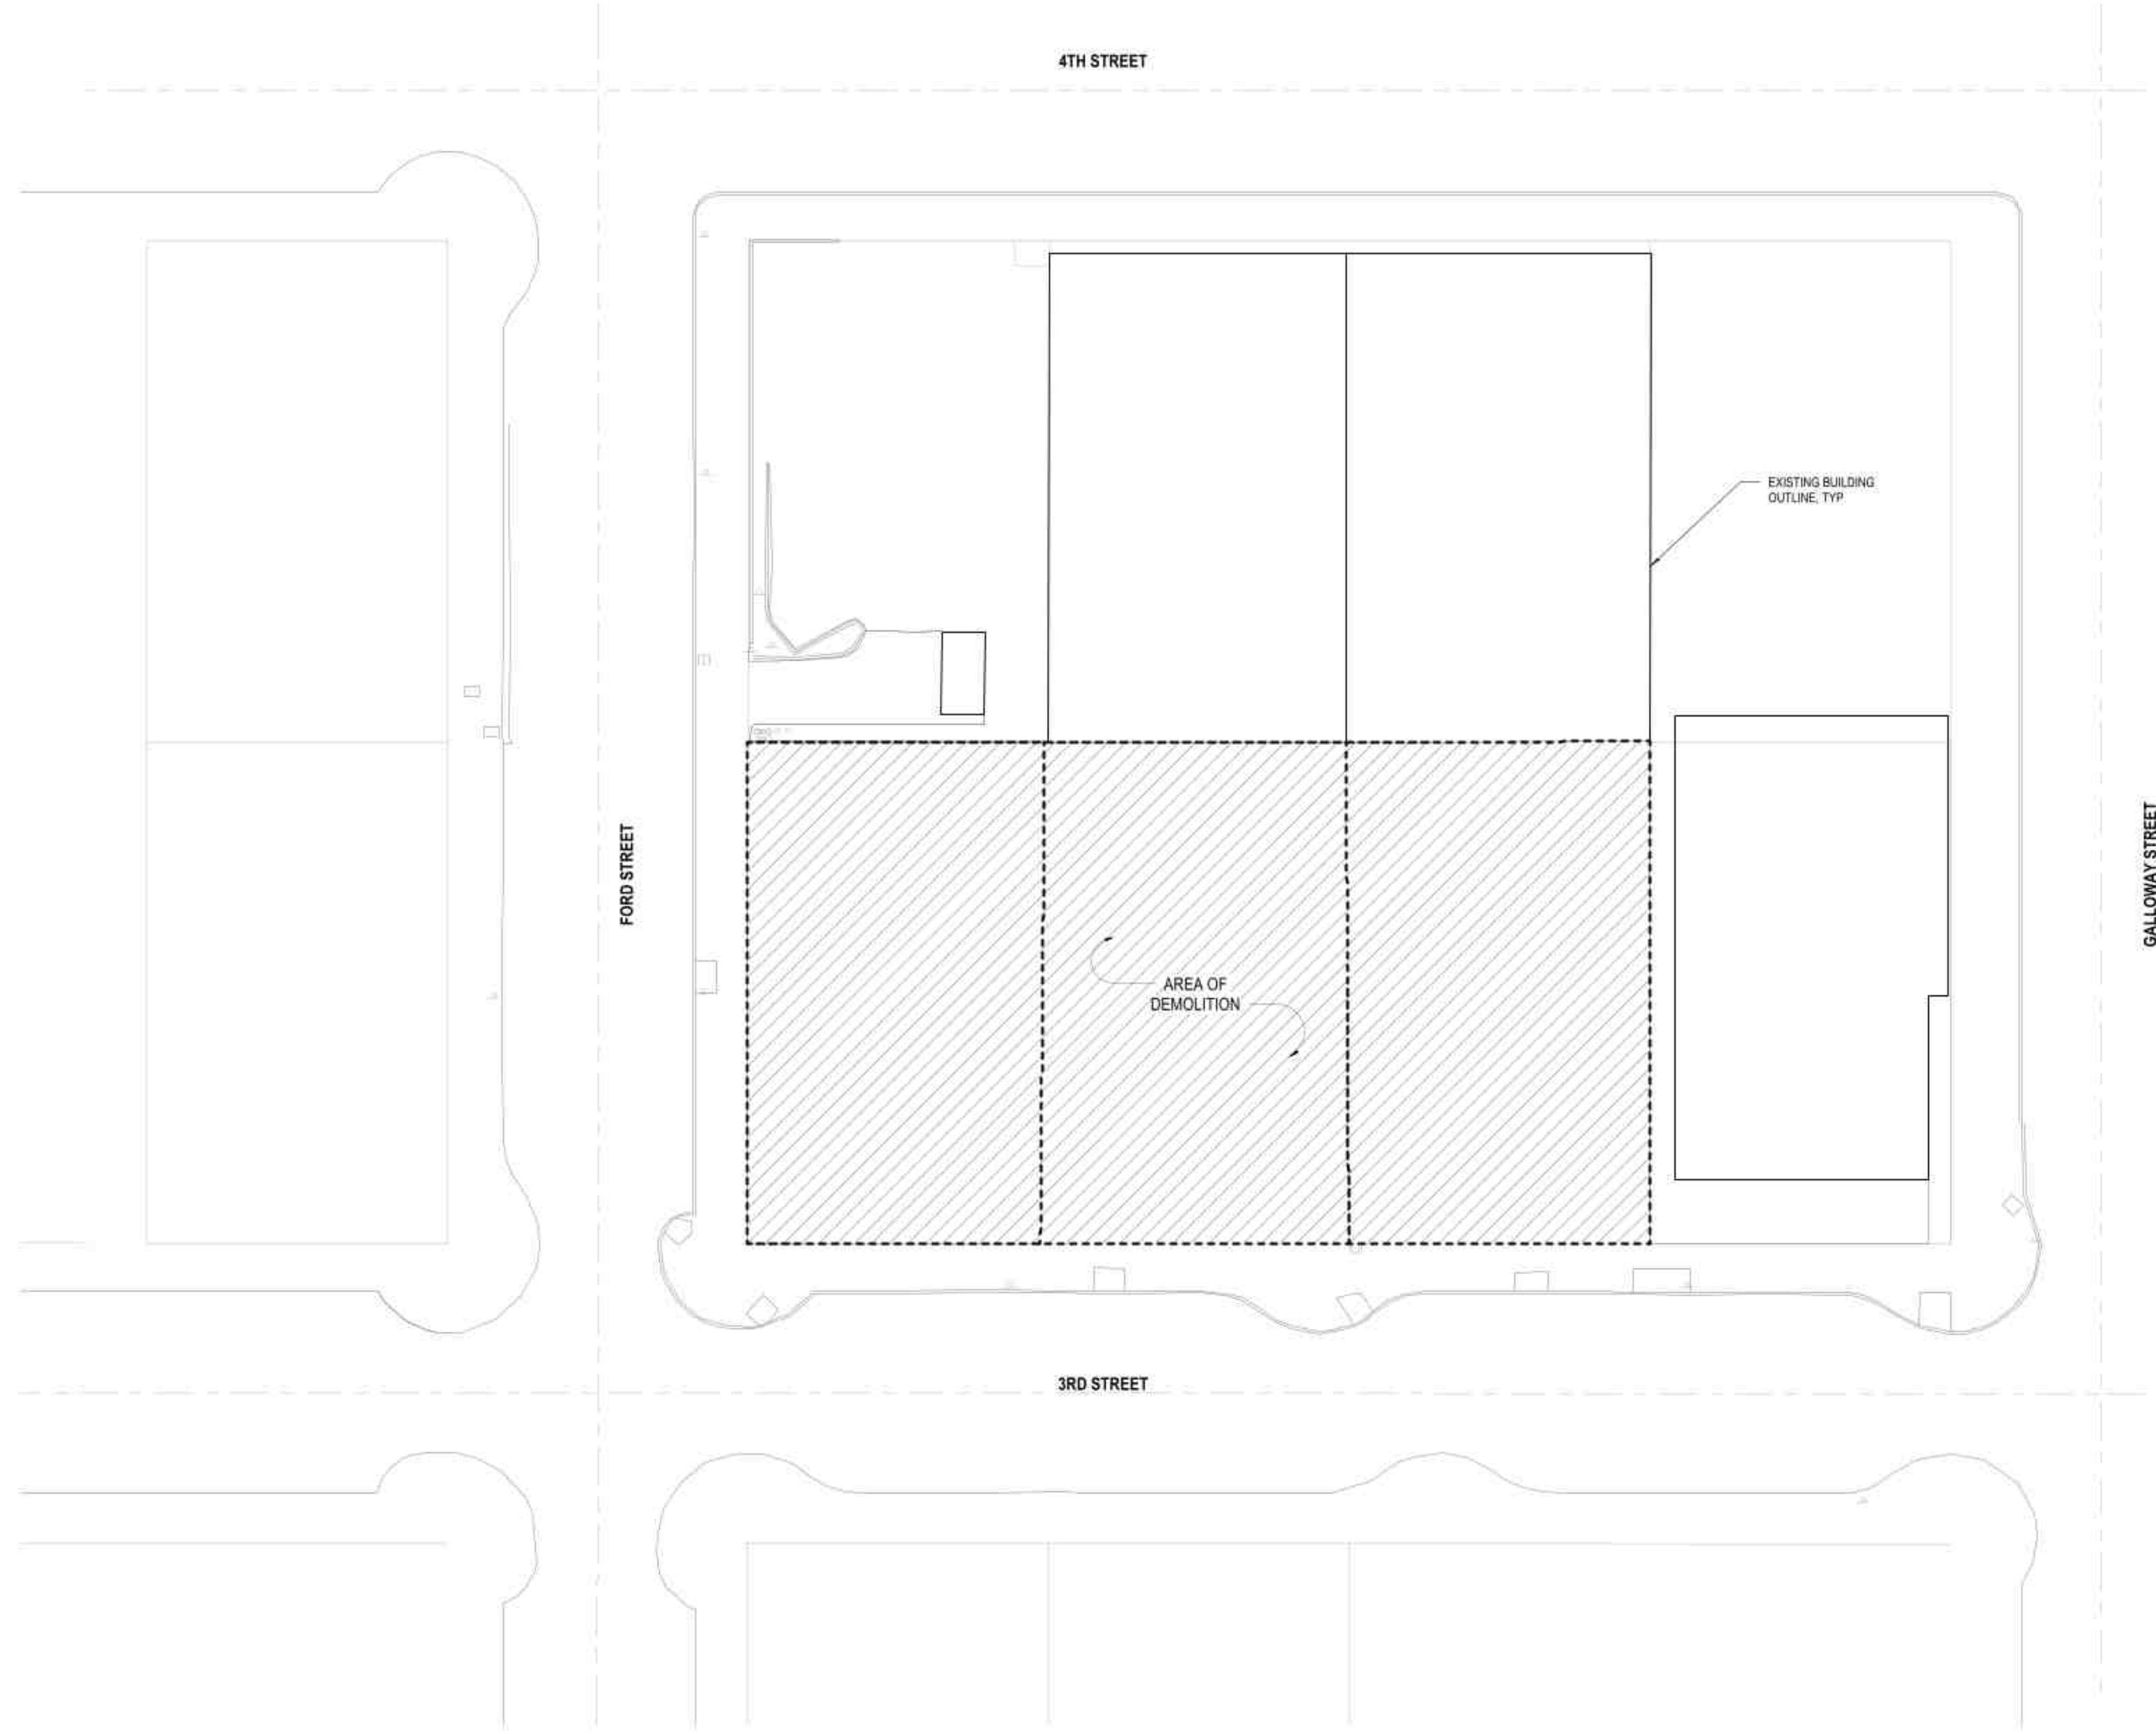 4TH STREET
EXISTING BUILDING
OUTLINE, TYP
FORD STREET
GALLOWAY STREET
AREA OF
DEMOLITION
3RD STREET